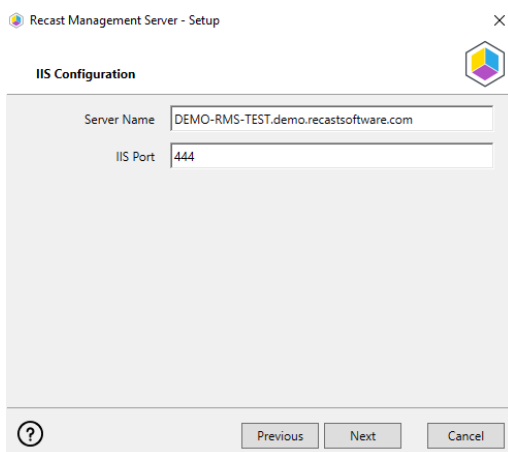 Recast Management Server - Setup
IIS Configuration
Server Name DEMO-RMS-TEST.demo.recastsoftware.com
IIS Port 444
? Previous Next Cancel